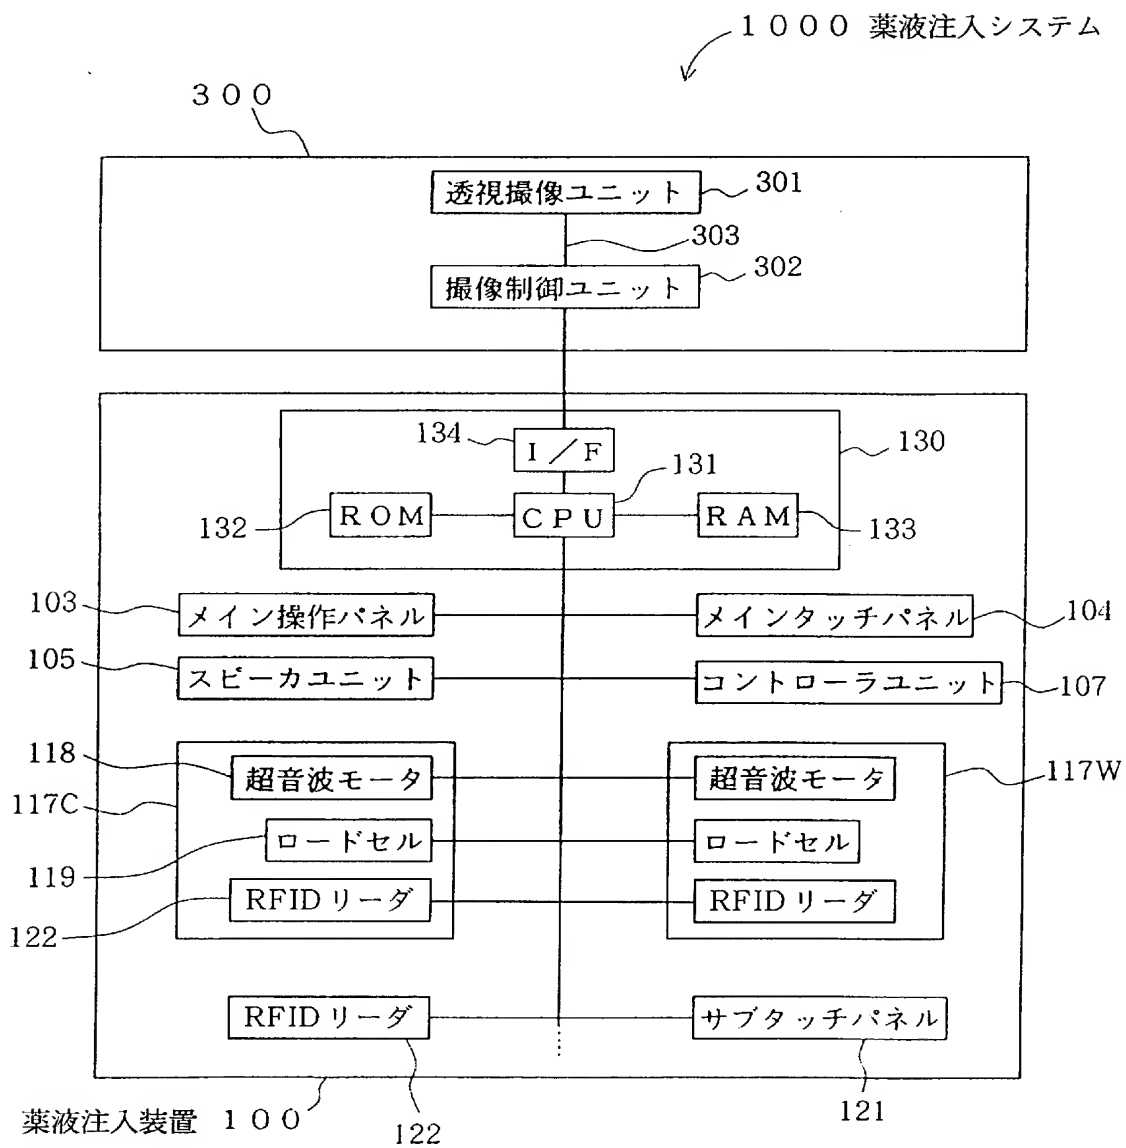 １０００ 薬液注入システム
３００
透視撮像ユニット
301
303
撮像制御ユニット
302
134
Ｉ／Ｆ
130
131
132
ＲＯＭ
ＣＰＵ
ＲＡＭ
133
103
メイン操作パネル
メインタッチパネル
104
105
スピーカユニット
コントローラユニット
107
118
超音波モータ
超音波モータ
117W
117C
ロードセル
ロードセル
119
RFIDリーダ
RFIDリーダ
122
RFIDリーダ
サブタッチパネル
薬液注入装置 １００
122
121